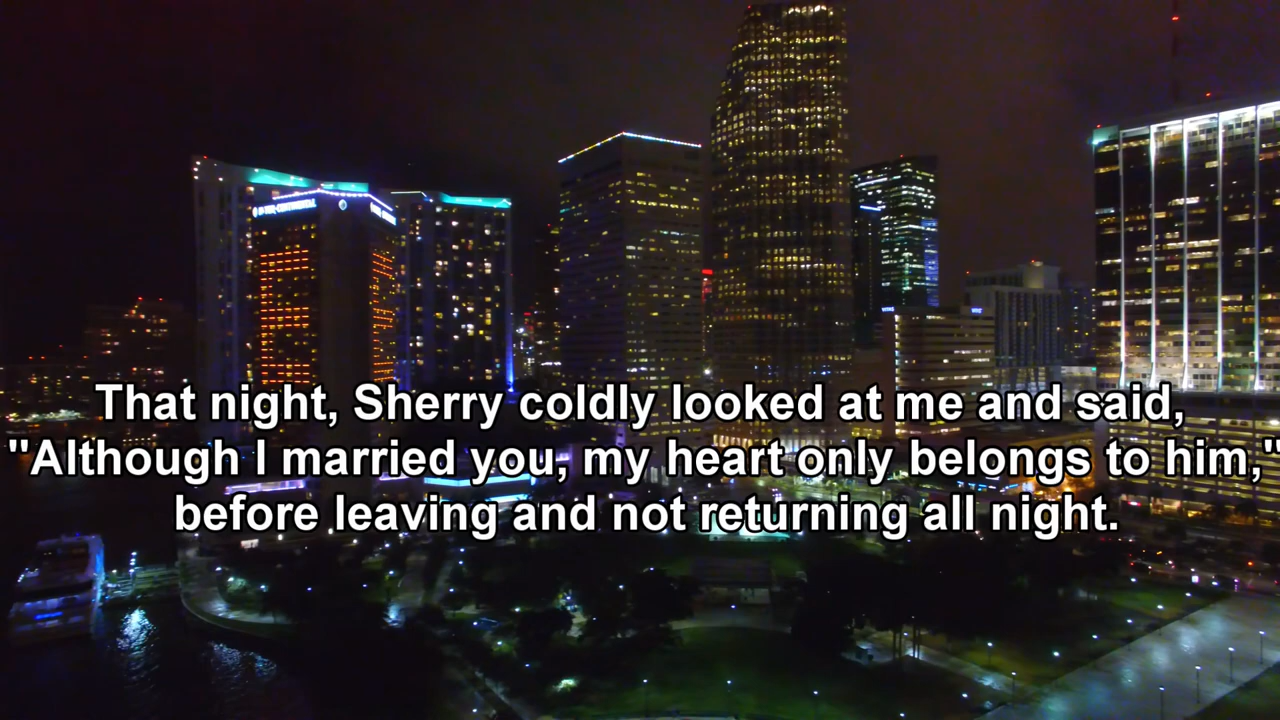 INTERCONTINENTAL
That night, Sherry coldly looked at me and said,
"Although I married you, my heart only belongs to him,"
before leaving and not returning all night.